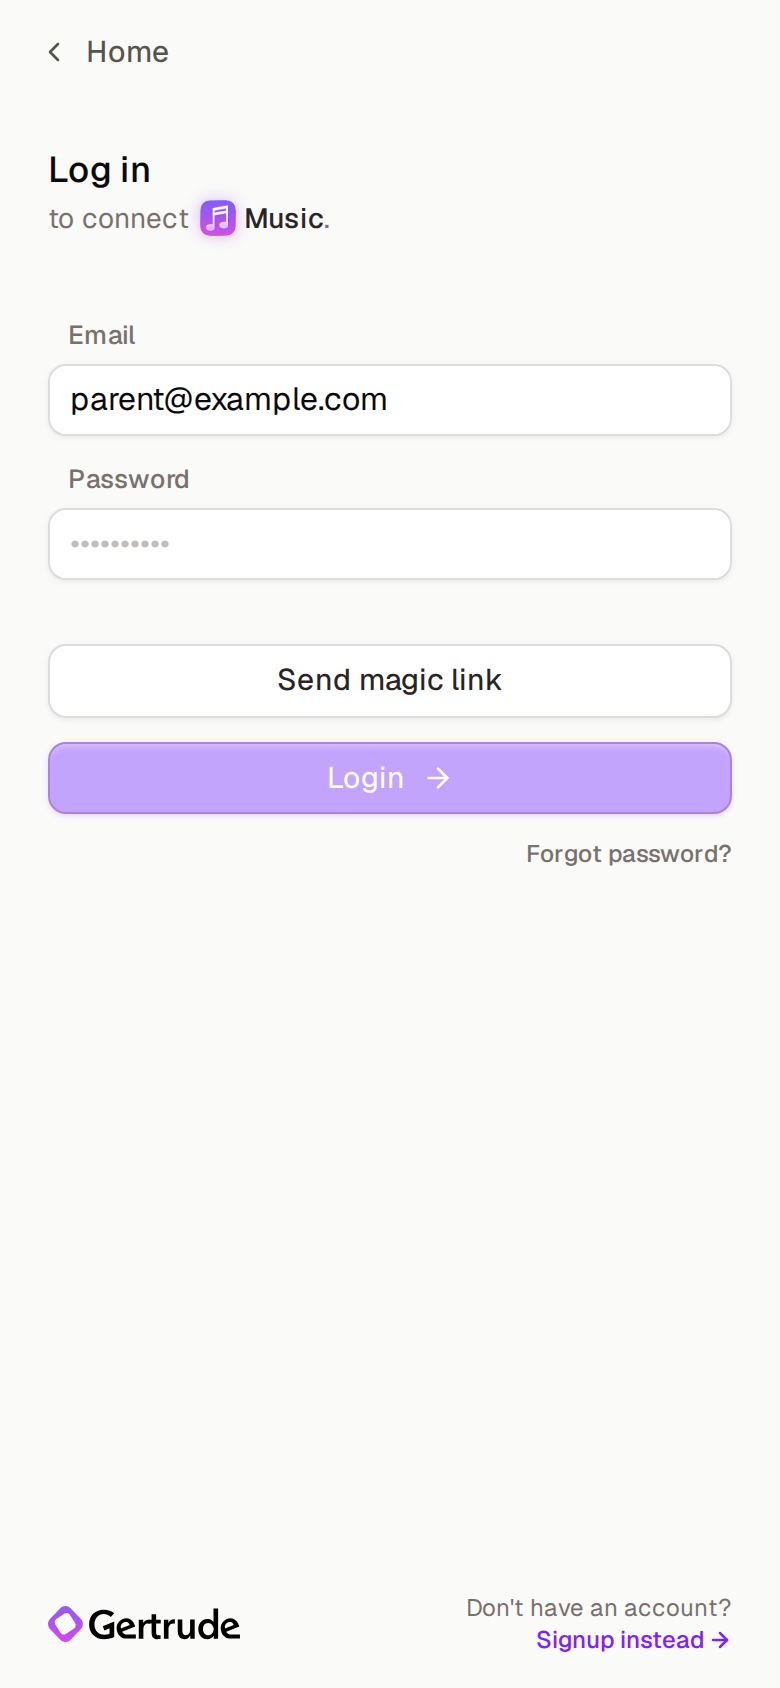 Home
Log in
to connect Music.
Email
parent@example.com
Password
••••••••••
Send magic link
Login →
Forgot password?
Gertrude
Don't have an account?
Signup instead →